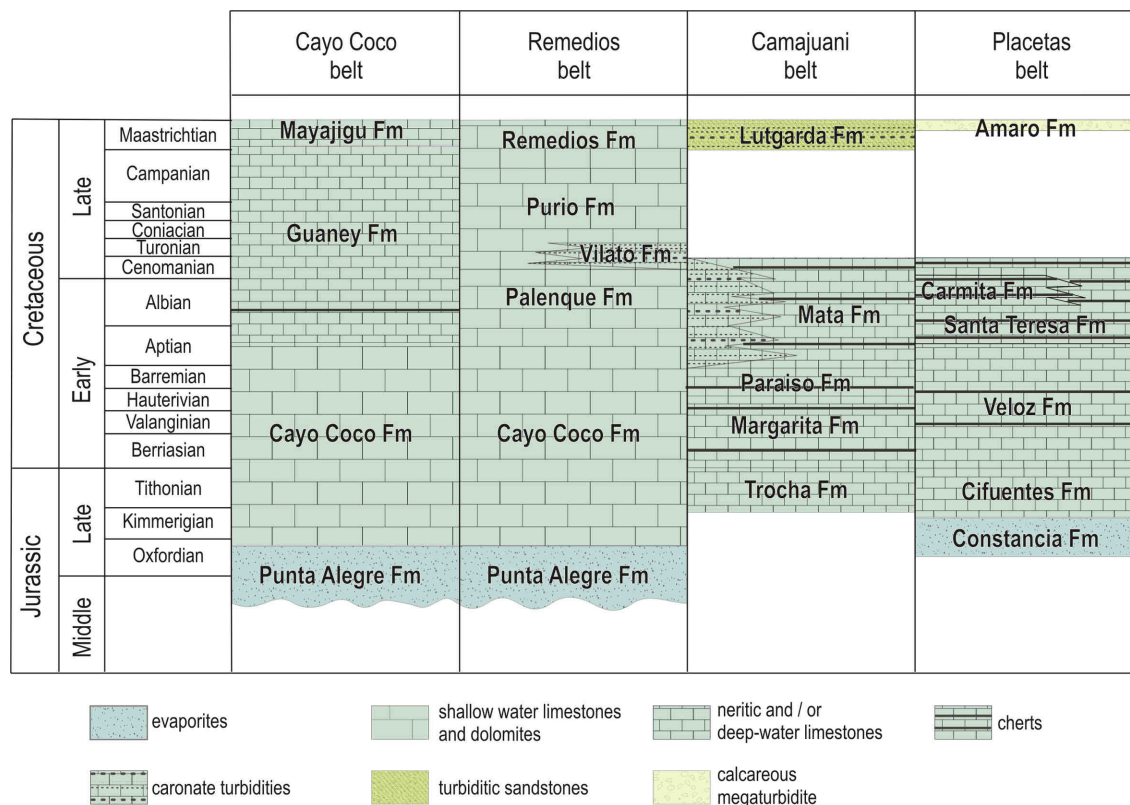 Cayo Coco
belt
Remedios
belt
Camajuani
belt
Placetas
belt
Cretaceous
Late
Maastrichtian
Campanian
Santonian
Coniacian
Turonian
Cenomanian
Early
Albian
Aptian
Barremian
Hauterivian
Valanginian
Berriasian
Jurassic
Late
Tithonian
Kimmerigian
Oxfordian
Middle
Mayajigu Fm
Guaney Fm
Cayo Coco Fm
Punta Alegre Fm
Remedios Fm
Purio Fm
Vilato Fm
Palenque Fm
Cayo Coco Fm
Punta Alegre Fm
Lutgarda Fm
Mata Fm
Paraiso Fm
Margarita Fm
Trocha Fm
Amaro Fm
Carmita Fm
Santa Teresa Fm
Veloz Fm
Cifuentes Fm
Constancia Fm
evaporites
shallow water limestones
and dolomites
neritic and / or
deep-water limestones
cherts
caronate turbidities
turbiditic sandstones
calcareous
megaturbidite